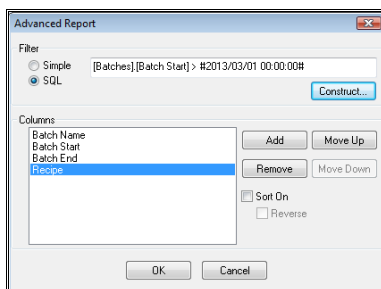 Advanced Report
Filter
Simple
SQL
[Batches].[Batch Start] > #2013/03/01 00:00:00#
Construct...
Columns
Batch Name
Batch Start
Batch End
Recipe
Add
Move Up
Remove
Move Down
Sort On
Reverse
OK
Cancel